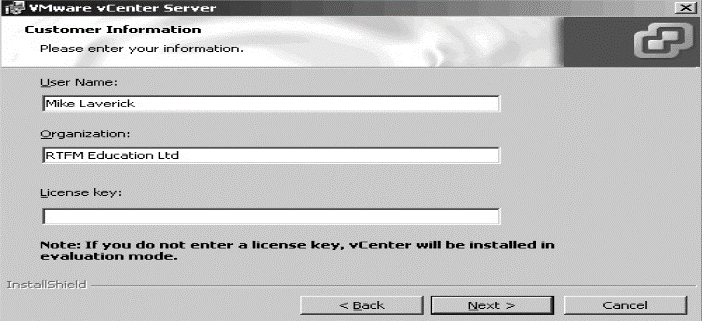 VMware vCenter Server
Customer Information
Please enter your information.
User Name:
Mike Laverick
Organization:
RTFM Education Ltd
License key:
Note: If you do not enter a license key, vCenter will be installed in
evaluation mode.
InstallShield
< Back
Next >
Cancel